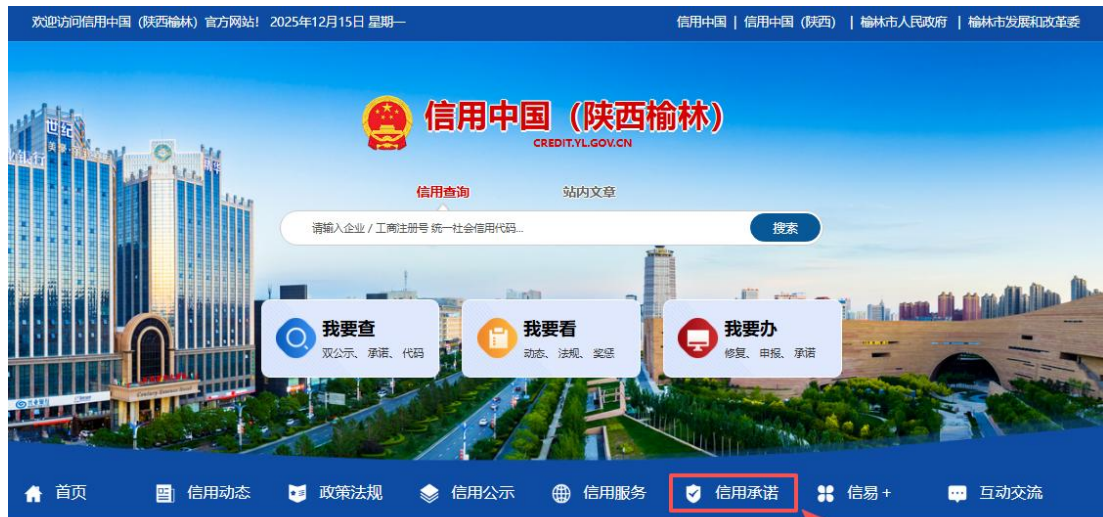 欢迎访问信用中国（陕西榆林）官方网站！ 2025年12月15日 星期一
信用中国 | 信用中国（陕西） | 榆林市人民政府 | 榆林市发展和改革委
信用中国（陕西榆林）
CREDIT.YL.GOV.CN
信用查询 站内文章
请输入企业 / 工商注册号 统一社会信用代码...
搜索
我要查
双公示、承诺、代码
我要看
动态、法规、奖惩
我要办
修复、申报、承诺
世纪
首页 信用动态 政策法规 信用公示 信用服务 信用承诺 信易+ 互动交流